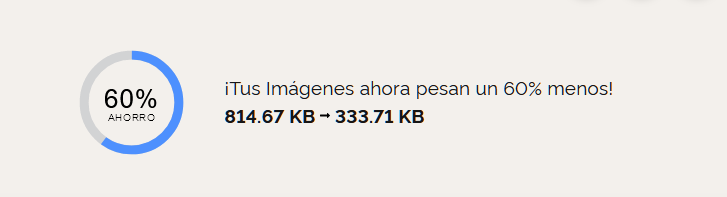 60%
AHORRO
¡Tus Imágenes ahora pesan un 60% menos!
814.67 KB → 333.71 KB